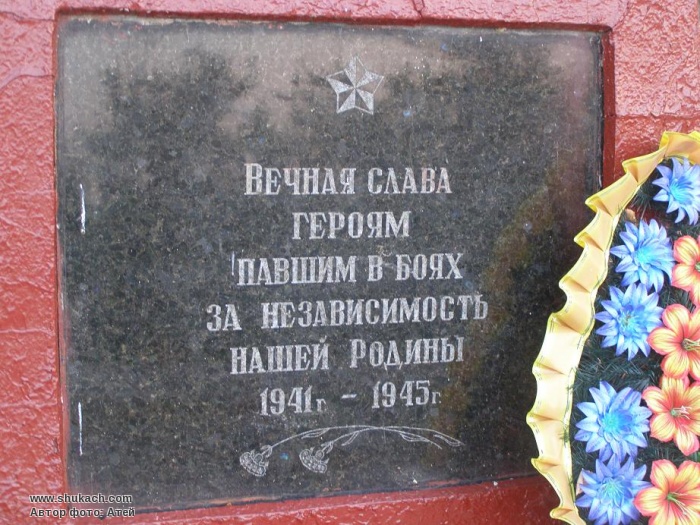 Вечная слава
героям
павшим в боях
за независимость
нашей Родины
1941г. - 1945г.
www.shukach.com
Автор фото: Атей